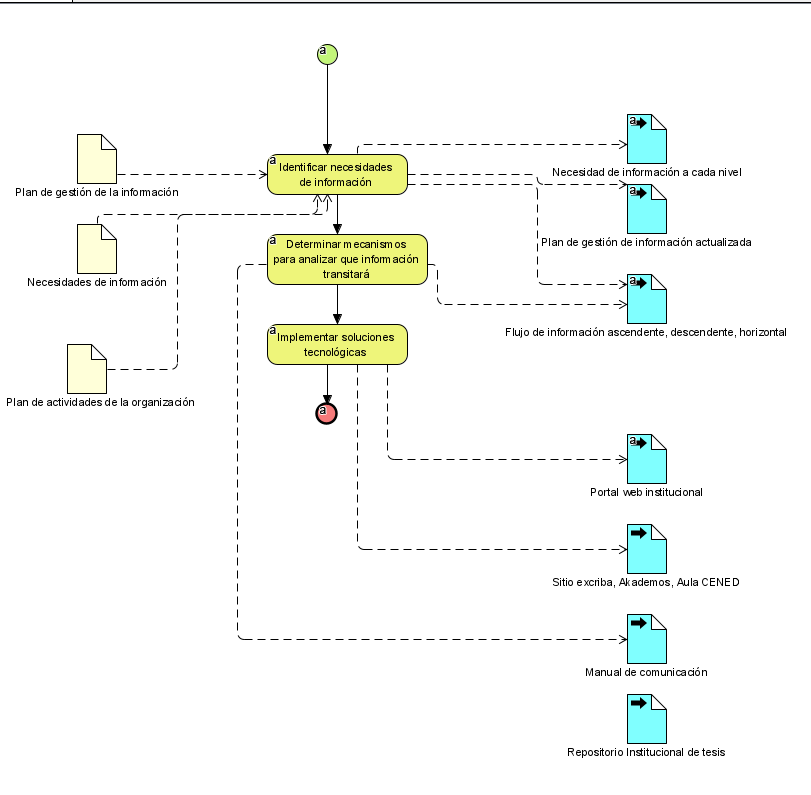 a
Plan de gestión de la información
a
Identificar necesidades
de información
a
Necesidad de información a cada nivel
a
Plan de gestión de información actualizada
Necesidades de información
a
Determinar mecanismos
para analizar que información
transitará
a
Flujo de información ascendente, descendente, horizontal
a
Implementar soluciones
tecnológicas
Plan de actividades de la organización
a
a
Portal web institucional
Sitio excriba, Akademos, Aula CENED
Manual de comunicación
Repositorio Institucional de tesis